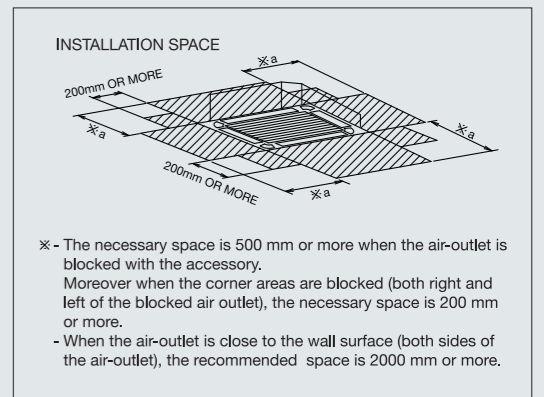 INSTALLATION SPACE
※a
200mm OR MORE
※a
※a
200mm OR MORE
※a
※ - The necessary space is 500 mm or more when the air-outlet is
blocked with the accessory.
Moreover when the corner areas are blocked (both right and
left of the blocked air outlet), the necessary space is 200 mm
or more.
- When the air-outlet is close to the wall surface (both sides of
the air-outlet), the recommended space is 2000 mm or more.